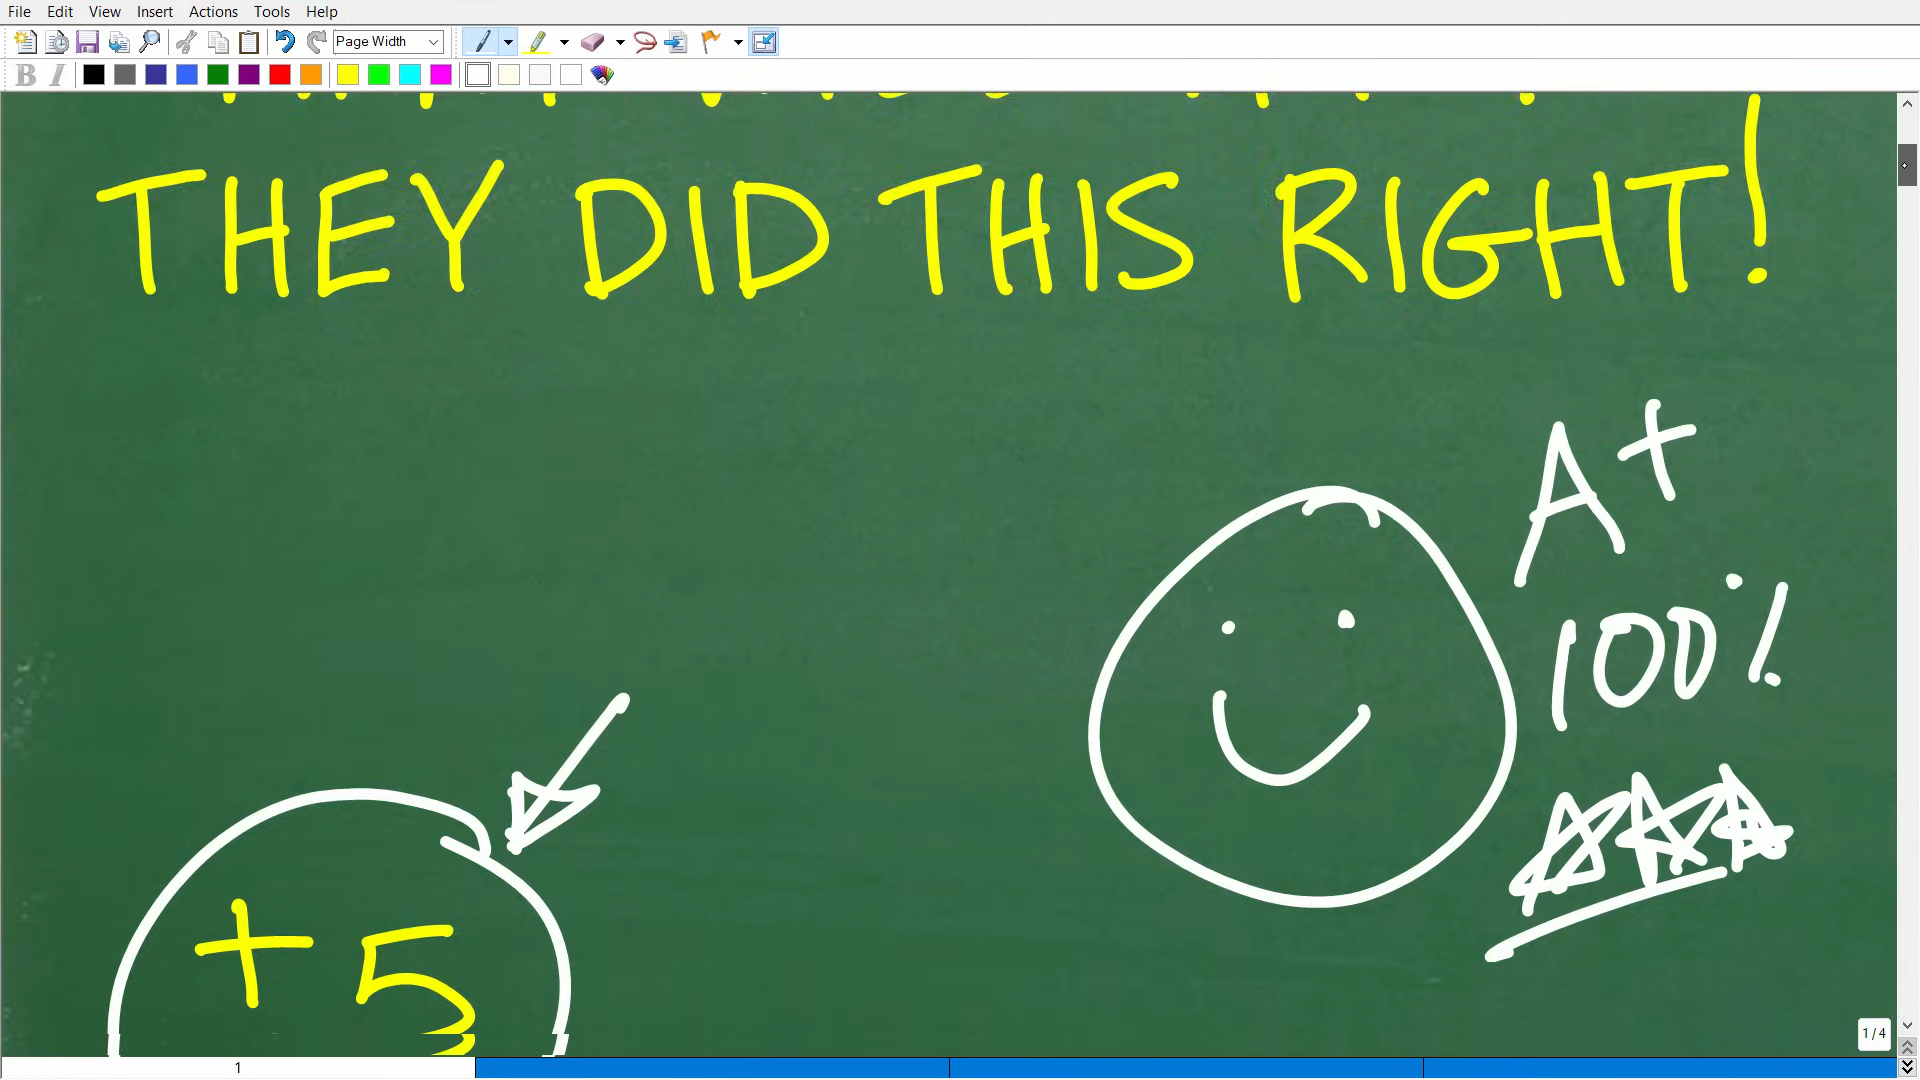 File Edit View Insert Actions Tools Help
Page Width
B I
THEY DID THIS RIGHT!
A+
100%
+5
1/4
1